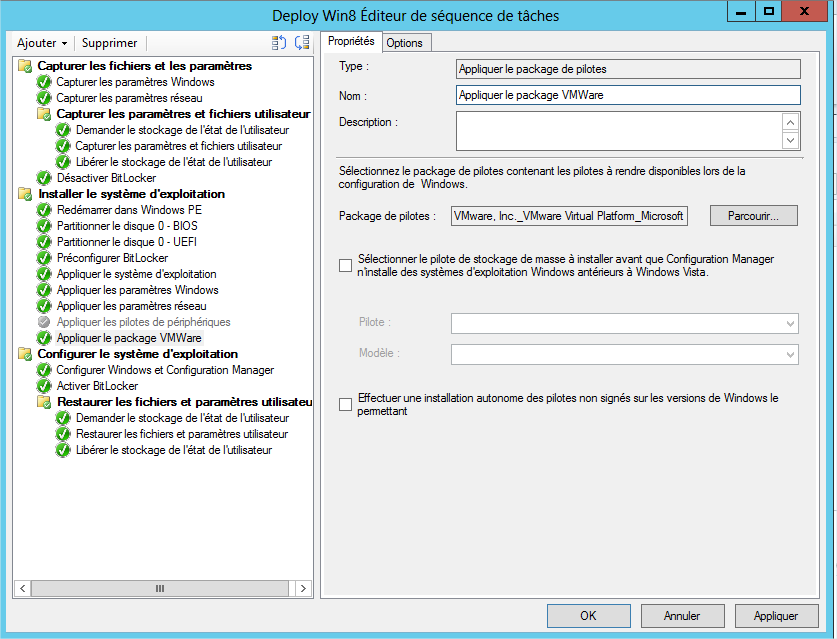 Deploy Win8 Éditeur de séquence de tâches
Ajouter
Supprimer
Capturer les fichiers et les paramètres
Capturer les paramètres Windows
Capturer les paramètres réseau
Capturer les paramètres et fichiers utilisateur
Demander le stockage de l'état de l'utilisateur
Capturer les paramètres et fichiers utilisateur
Libérer le stockage de l'état de l'utilisateur
Désactiver BitLocker
Installer le système d'exploitation
Redémarrer dans Windows PE
Partitionner le disque 0 - BIOS
Partitionner le disque 0 - UEFI
Préconfigurer BitLocker
Appliquer le système d'exploitation
Appliquer les paramètres Windows
Appliquer les paramètres réseau
Appliquer les pilotes de périphériques
Appliquer le package VMWare
Configurer le système d'exploitation
Configurer Windows et Configuration Manager
Activer BitLocker
Restaurer les fichiers et paramètres utilisateu
Demander le stockage de l'état de l'utilisateur
Restaurer les fichiers et paramètres utilisateur
Libérer le stockage de l'état de l'utilisateur
Propriétés
Options
Type :
Appliquer le package de pilotes
Nom :
Appliquer le package VMWare
Description :
Sélectionnez le package de pilotes contenant les pilotes à rendre disponibles lors de la
configuration de Windows.
Package de pilotes :
VMware, Inc._VMware Virtual Platform_Microsoft
Parcourir...
Sélectionner le pilote de stockage de masse à installer avant que Configuration Manager
n'installe des systèmes d'exploitation Windows antérieurs à Windows Vista.
Pilote :
Modèle :
Effectuer une installation autonome des pilotes non signés sur les versions de Windows le
permettant
OK
Annuler
Appliquer